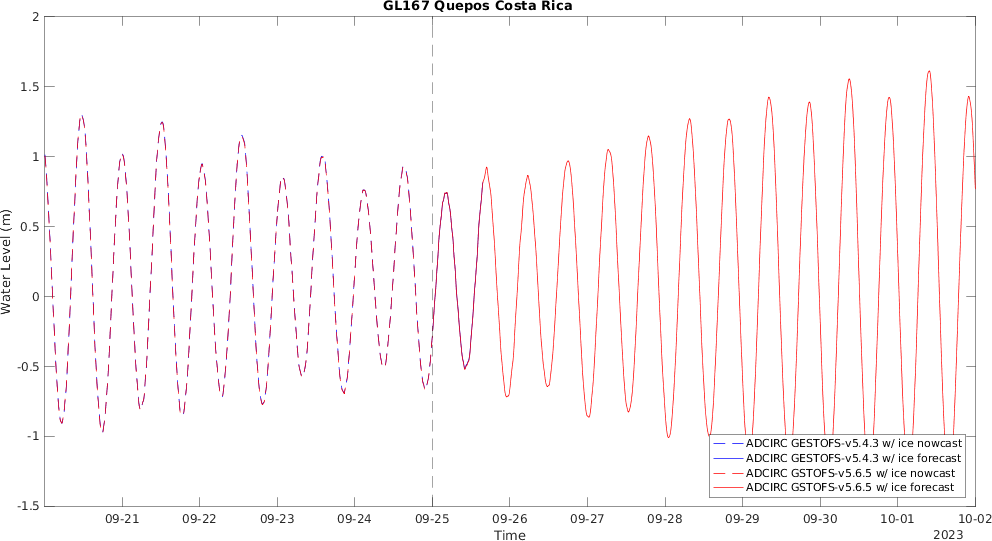 GL167 Quepos Costa Rica
2
1.5
1
0.5
0
-0.5
-1
-1.5
Water Level (m)
ADCIRC GESTOFS-v5.4.3 w/ ice nowcast
ADCIRC GESTOFS-v5.4.3 w/ ice forecast
ADCIRC GSTOFS-v5.6.5 w/ ice nowcast
ADCIRC GSTOFS-v5.6.5 w/ ice forecast
09-21 09-22 09-23 09-24 09-25 09-26 09-27 09-28 09-29 09-30 10-01 10-02
Time
2023